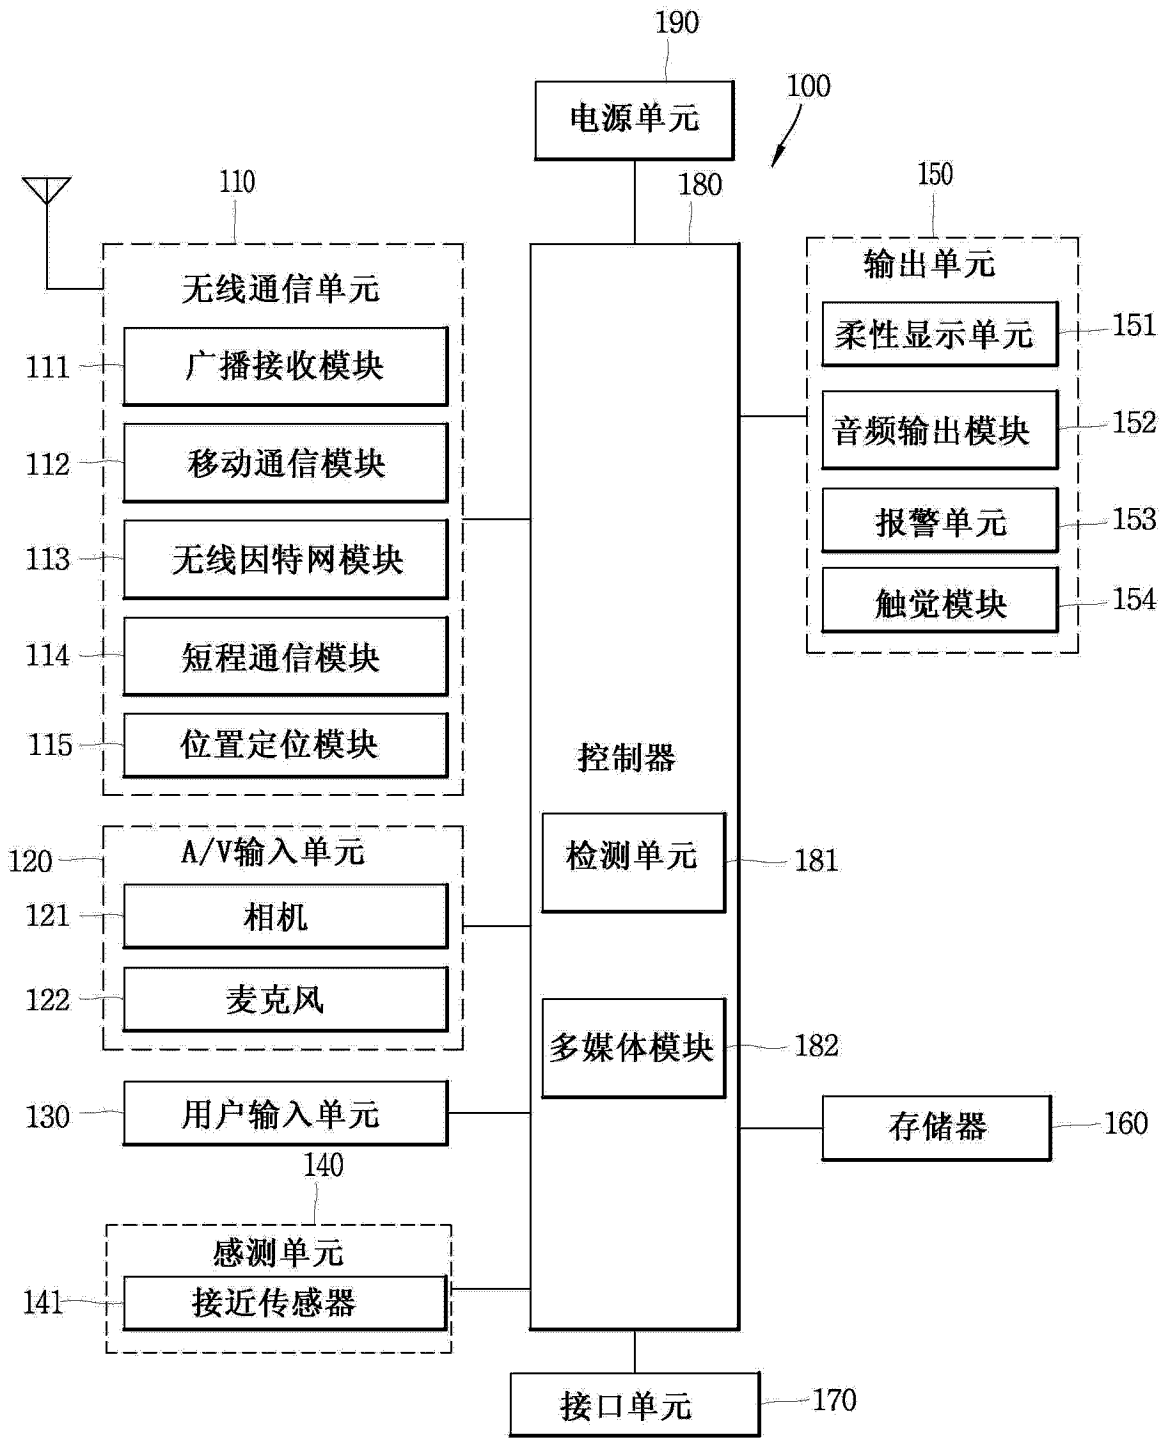 190
电源单元
100
110
180
150
无线通信单元
输出单元
111
广播接收模块
柔性显示单元
151
112
移动通信模块
音频输出模块
152
113
无线因特网模块
报警单元
153
114
短程通信模块
触觉模块
154
115
位置定位模块
控制器
120
A/V输入单元
检测单元
181
121
相机
122
麦克风
多媒体模块
182
130
用户输入单元
存储器
160
140
感测单元
141
接近传感器
接口单元
170